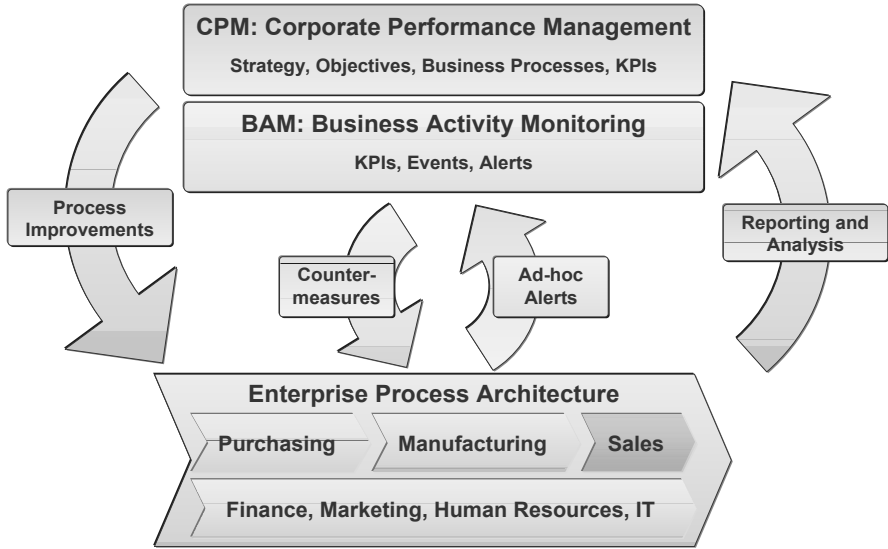 CPM: Corporate Performance Management
Strategy, Objectives, Business Processes, KPIs
BAM: Business Activity Monitoring
KPIs, Events, Alerts
Process
Improvements
Counter-
measures
Ad-hoc
Alerts
Reporting and
Analysis
Enterprise Process Architecture
Purchasing
Manufacturing
Sales
Finance, Marketing, Human Resources, IT